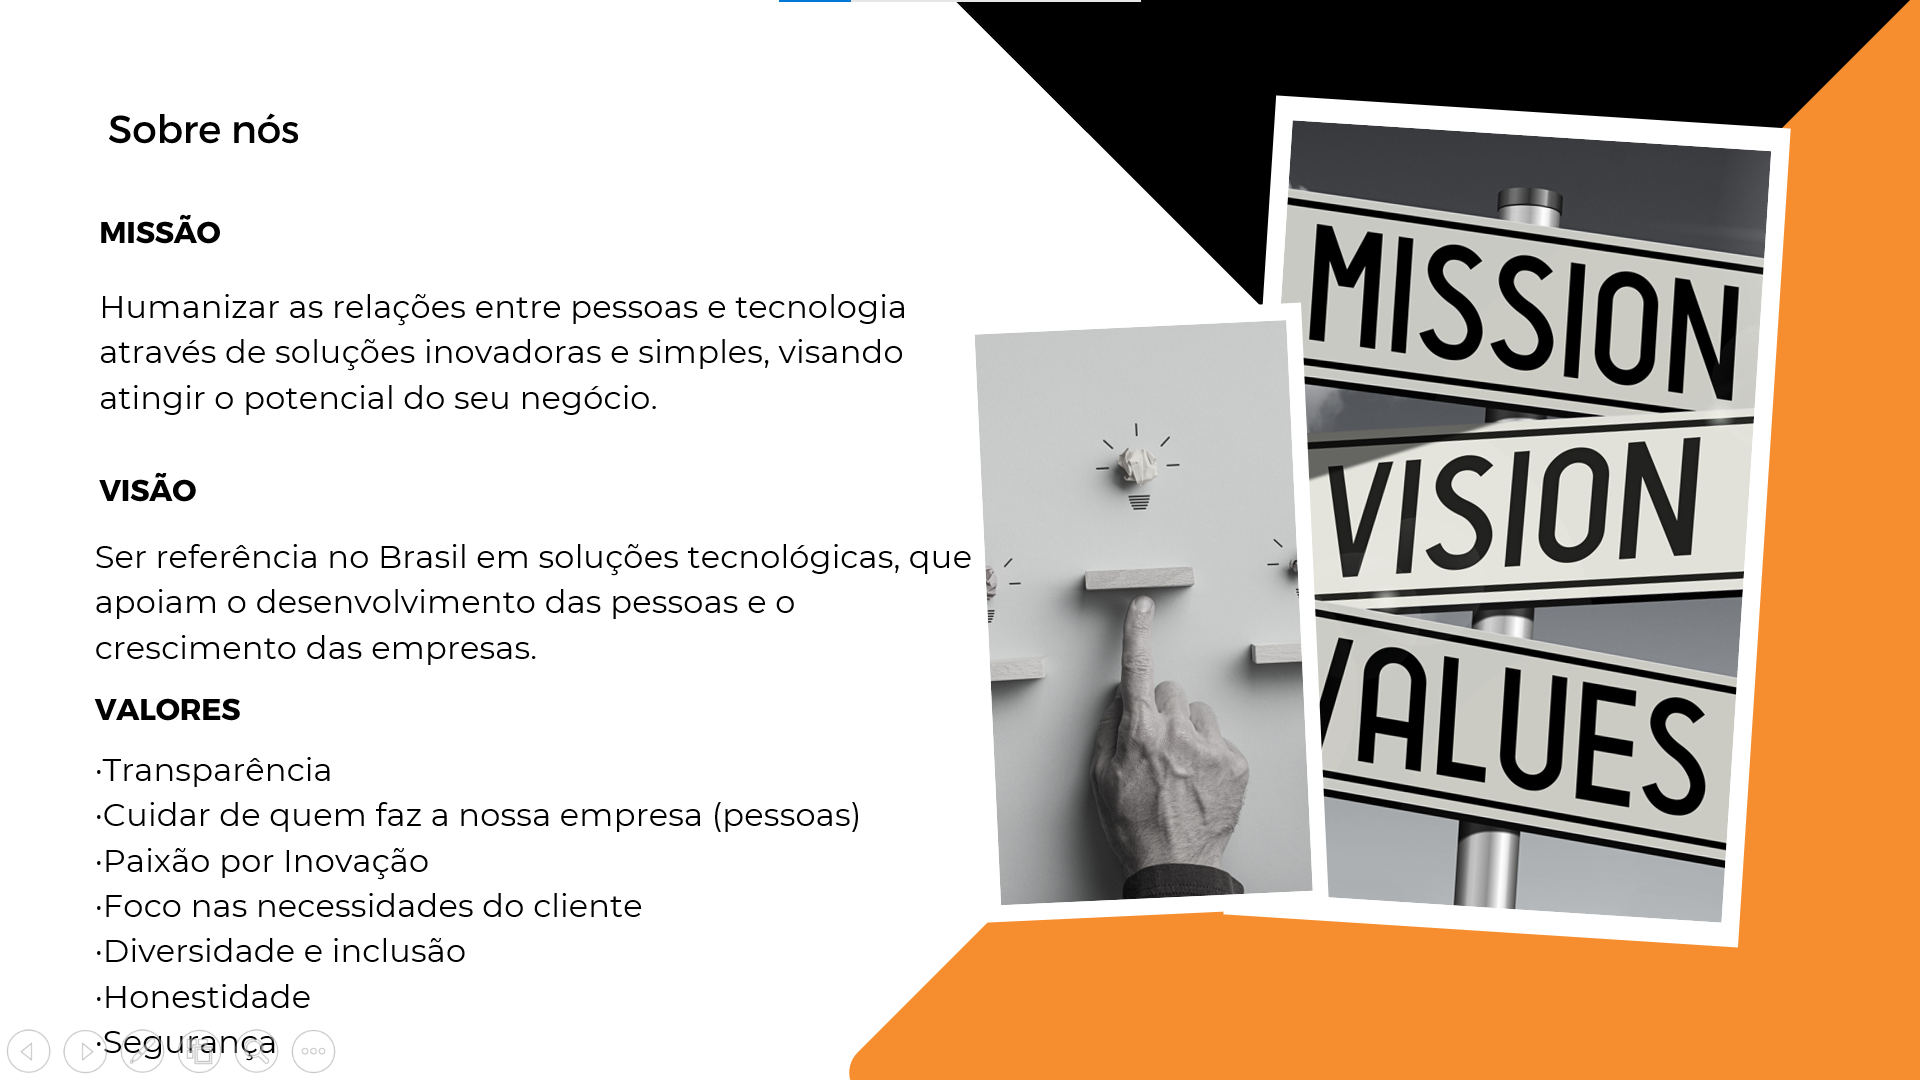 Sobre nós
MISSÃO
Humanizar as relações entre pessoas e tecnologia
através de soluções inovadoras e simples, visando
atingir o potencial do seu negócio.
VISÃO
Ser referência no Brasil em soluções tecnológicas, que
apoiam o desenvolvimento das pessoas e o
crescimento das empresas.
VALORES
·Transparência
·Cuidar de quem faz a nossa empresa (pessoas)
·Paixão por Inovação
·Foco nas necessidades do cliente
·Diversidade e inclusão
·Honestidade
·Segurança
MISSION
VISION
VALUES